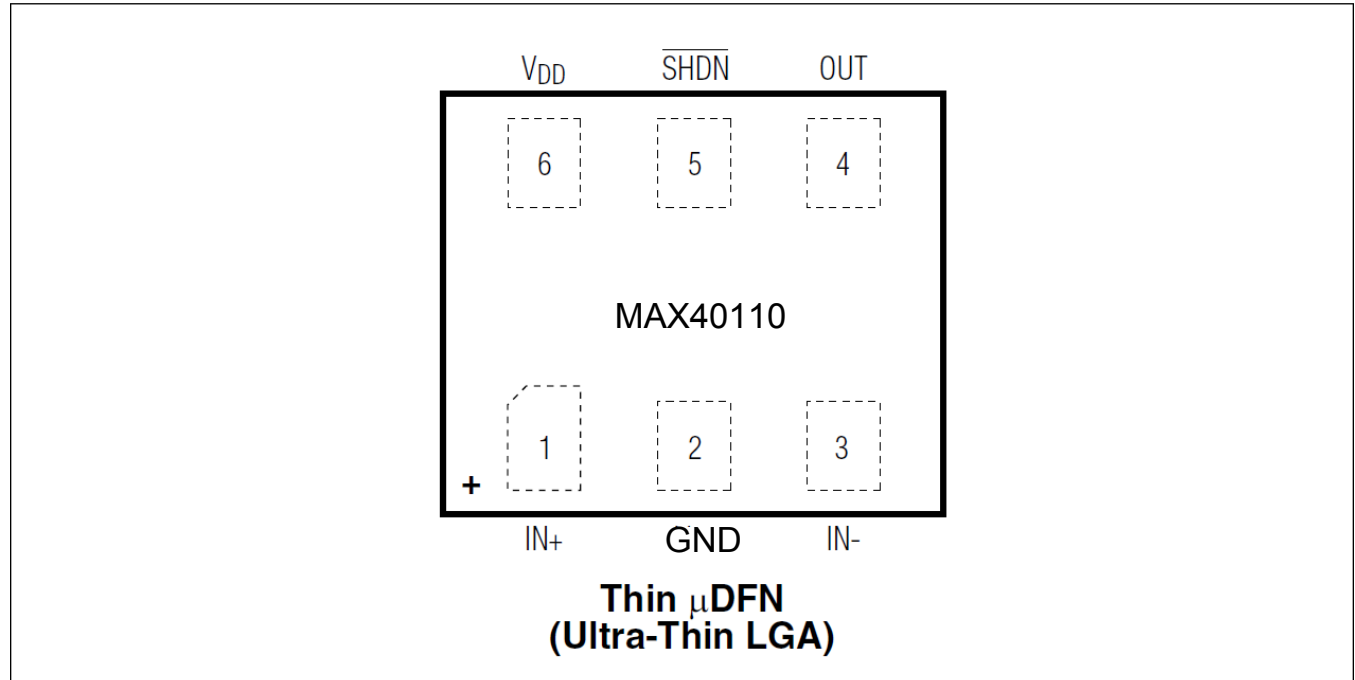 VDD SHDN OUT
6 5 4
MAX40110
1 2 3
+
IN+ GND IN-
Thin μDFN
(Ultra-Thin LGA)